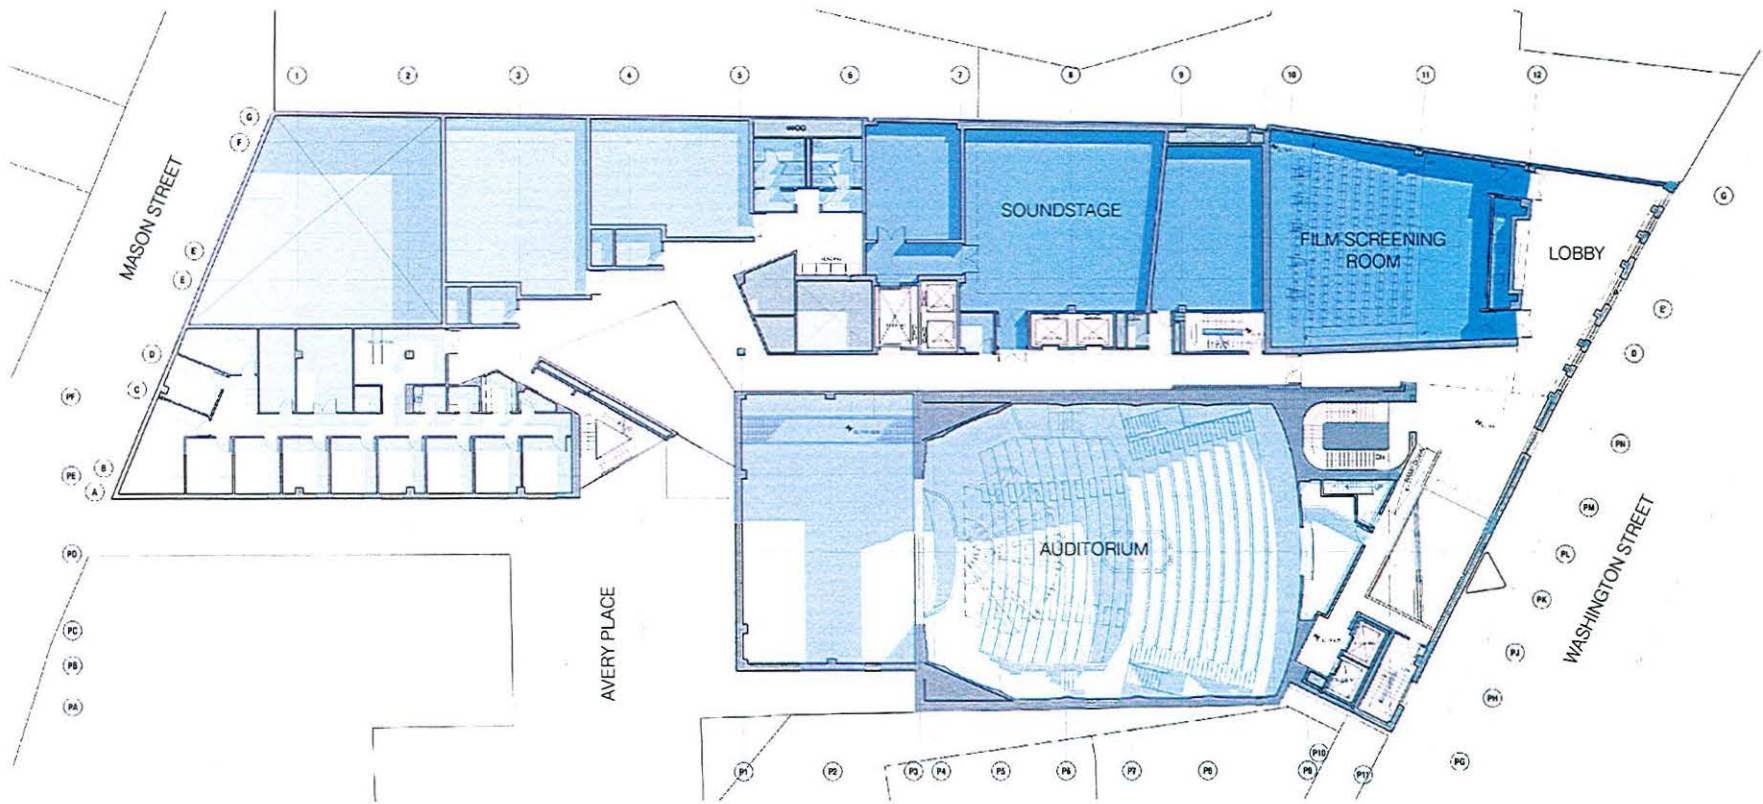 1 2 3 4 5 6 7 8 9 10 11 12
G
F
MASON STREET
E
E
D
C
PF
B
PE
A
PD
PC
PB
PA
SOUNDSTAGE
FILM SCREENING
ROOM
LOBBY
G
E'
D
PN
PM
PL
PK
PJ
PH
PG
WASHINGTON STREET
AUDITORIUM
AVERY PLACE
P1 P2 P3 P4 P5 P6 P7 P8 P9 P10 P11